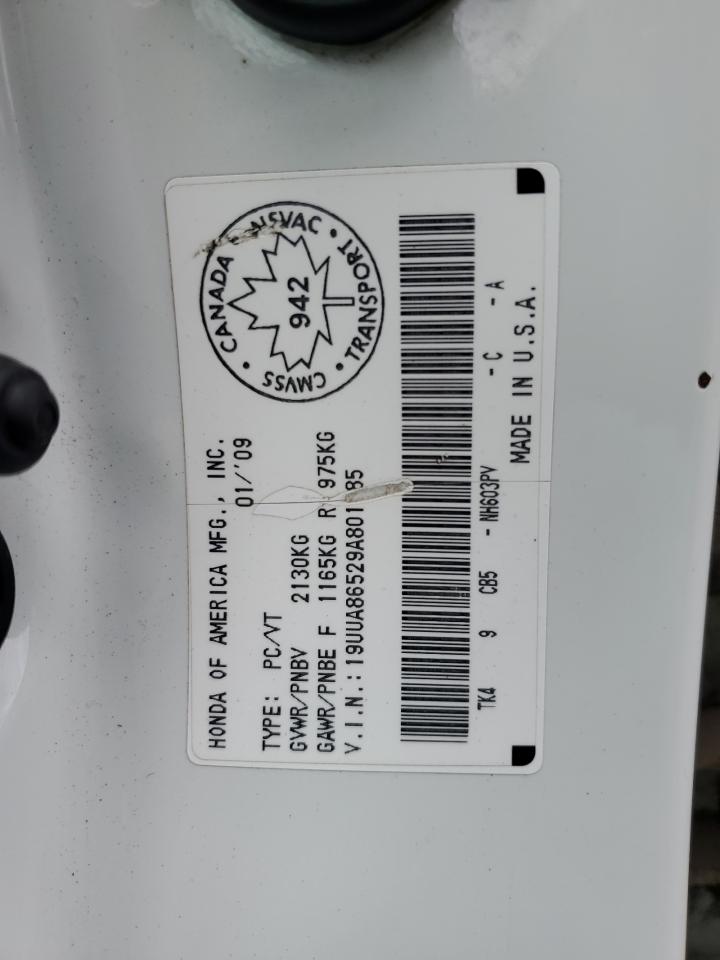 HONDA OF AMERICA MFG., INC.
01/'09
TYPE: PC/VT
GVWR/PNBV 2130KG
GAWR/PNBE F 1165KG R 975KG
V.I.N.:
TK4 9 CB5 - NH603PV - C - A
MADE IN U.S.A.
CANADA · NSVAC · TRANSPORT · CMVSS ·
942